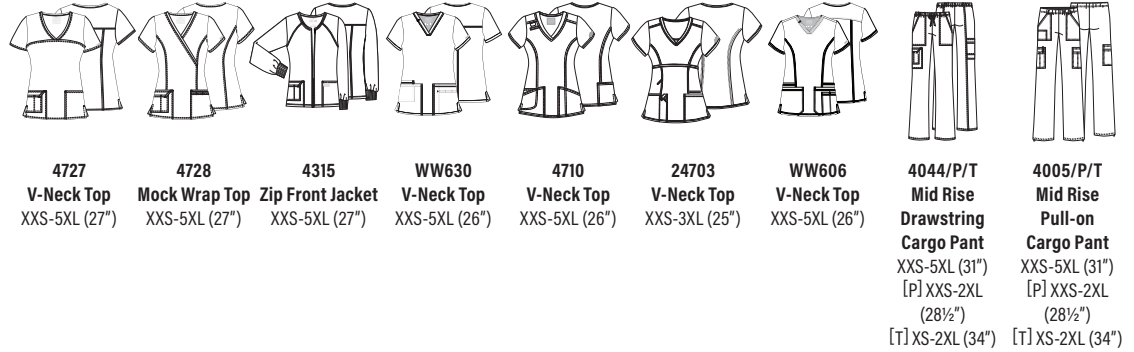 4727
V-Neck Top
XXS-5XL (27")
4728
Mock Wrap Top
XXS-5XL (27")
4315
Zip Front Jacket
XXS-5XL (27")
WW630
V-Neck Top
XXS-5XL (26")
4710
V-Neck Top
XXS-5XL (26")
24703
V-Neck Top
XXS-3XL (25")
WW606
V-Neck Top
XXS-5XL (26")
4044/P/T
Mid Rise
Drawstring
Cargo Pant
XXS-5XL (31")
[P] XXS-2XL
(28½")
[T] XS-2XL (34")
4005/P/T
Mid Rise
Pull-on
Cargo Pant
XXS-5XL (31")
[P] XXS-2XL
(28½")
[T] XS-2XL (34")